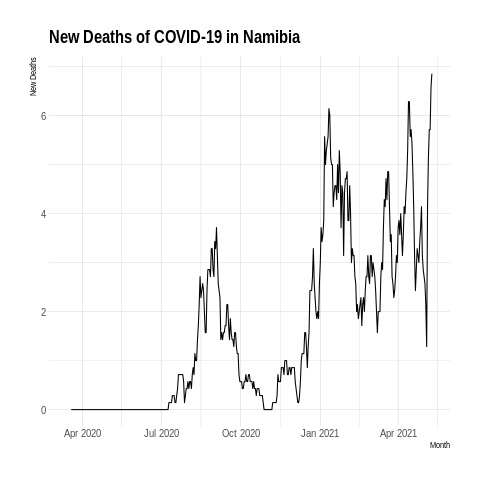 New Deaths of COVID-19 in Namibia
New Deaths
6
4
2
0
Apr 2020 Jul 2020 Oct 2020 Jan 2021 Apr 2021
Month